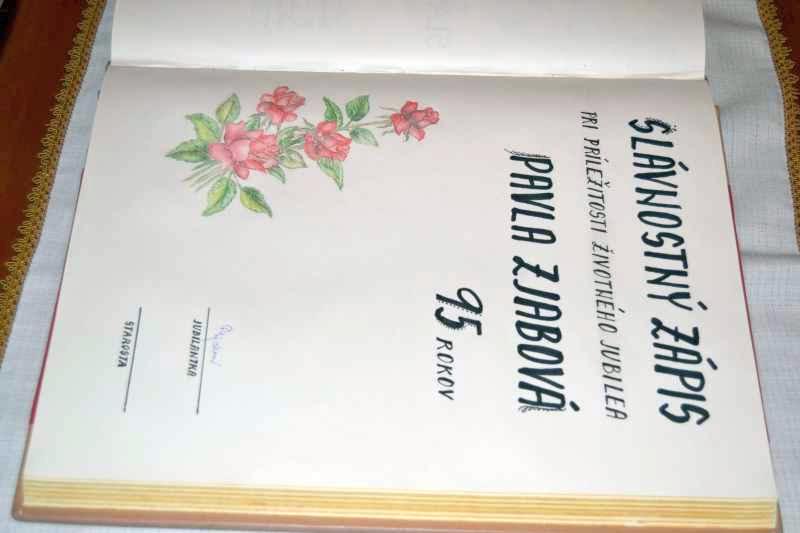 SLÁVNOSTNÝ ZÁPIS
PRI PRÍLEŽITOSTI ŽIVOTNÉHO JUBILEA
PAVLA ZJABOVÁ
95 ROKOV
JUBILANTKA
STAROSTA